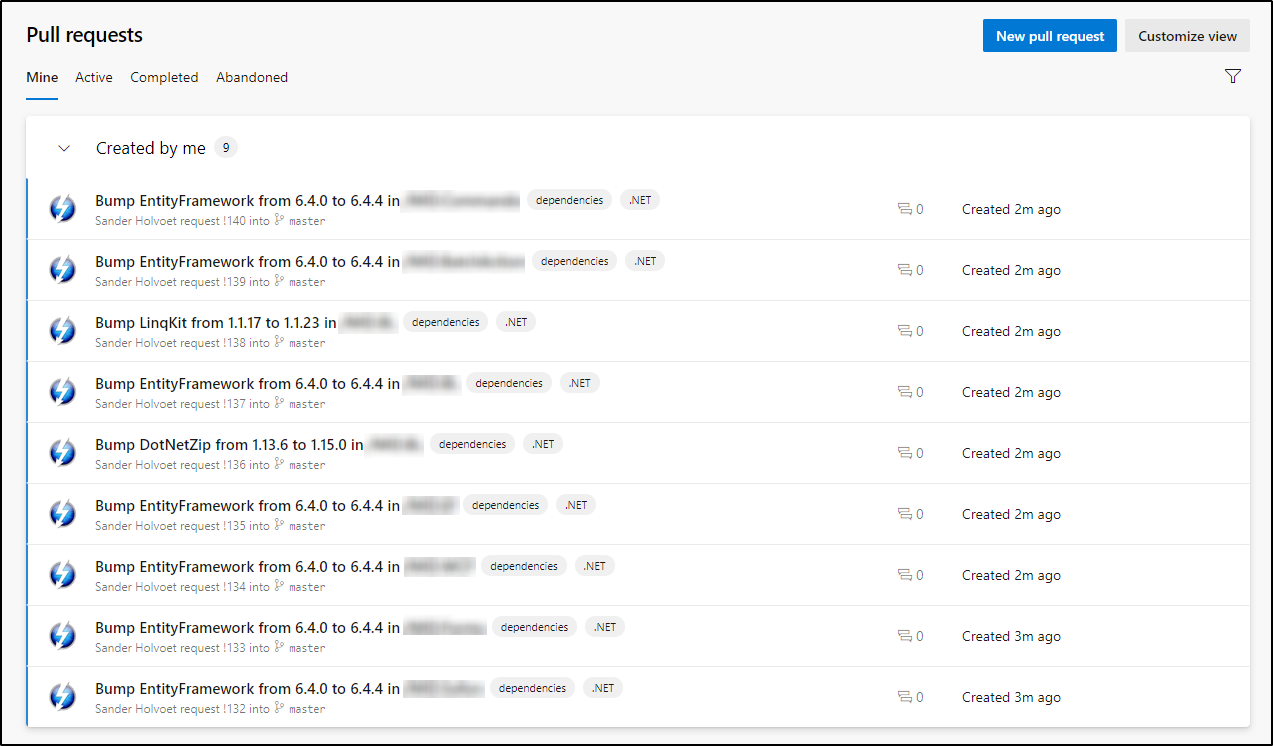 Pull requests
New pull request
Customize view
Mine Active Completed Abandoned
Created by me 9
Bump EntityFramework from 6.4.0 to 6.4.4 in dependencies .NET
Sander Holvoet request !140 into master
0 Created 2m ago
Bump EntityFramework from 6.4.0 to 6.4.4 in dependencies .NET
Sander Holvoet request !139 into master
0 Created 2m ago
Bump LinqKit from 1.1.17 to 1.1.23 in dependencies .NET
Sander Holvoet request !138 into master
0 Created 2m ago
Bump EntityFramework from 6.4.0 to 6.4.4 in dependencies .NET
Sander Holvoet request !137 into master
0 Created 2m ago
Bump DotNetZip from 1.13.6 to 1.15.0 in dependencies .NET
Sander Holvoet request !136 into master
0 Created 2m ago
Bump EntityFramework from 6.4.0 to 6.4.4 in dependencies .NET
Sander Holvoet request !135 into master
0 Created 2m ago
Bump EntityFramework from 6.4.0 to 6.4.4 in dependencies .NET
Sander Holvoet request !134 into master
0 Created 2m ago
Bump EntityFramework from 6.4.0 to 6.4.4 in dependencies .NET
Sander Holvoet request !133 into master
0 Created 3m ago
Bump EntityFramework from 6.4.0 to 6.4.4 in dependencies .NET
Sander Holvoet request !132 into master
0 Created 3m ago